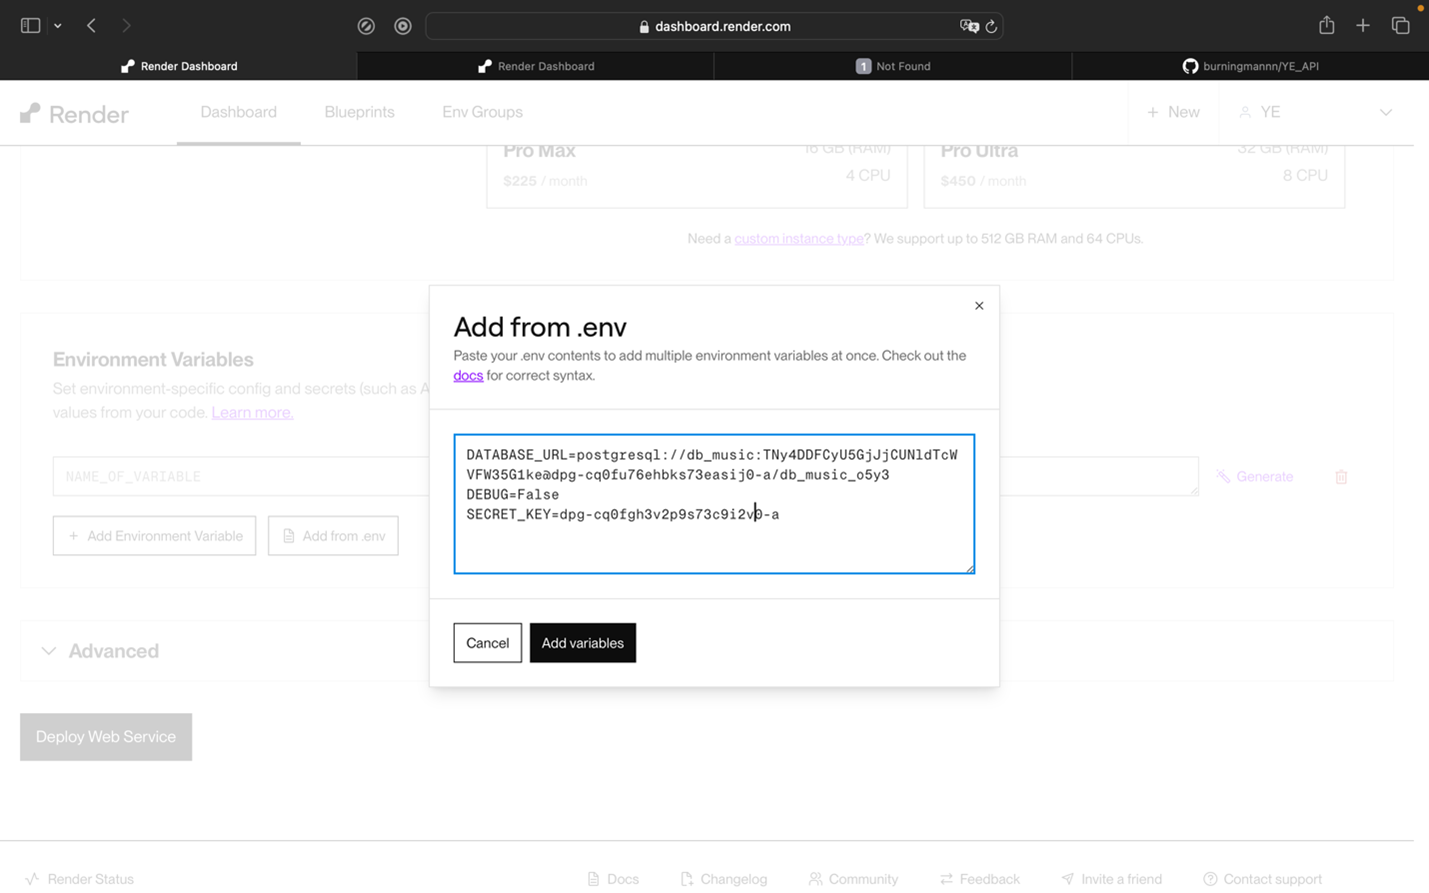 dashboard.render.com
Render Dashboard
Render Dashboard
1 Not Found
burningmannn/YE_API
Render
Dashboard
Blueprints
Env Groups
+ New
YE
Pro Max
16 GB (RAM)
$225 / month
4 CPU
Pro Ultra
32 GB (RAM)
$450 / month
8 CPU
Need a custom instance type? We support up to 512 GB RAM and 64 CPUs.
Environment Variables
Set environment-specific config and secrets (such as A
values from your code. Learn more.
NAME_OF_VARIABLE
Generate
+ Add Environment Variable
Add from .env
Add from .env
Paste your .env contents to add multiple environment variables at once. Check out the
docs for correct syntax.
DATABASE_URL=postgresql://db_music:TNy4DDFCyU5GjJjCUNldTcW
VFW35G1ke@dpg-cq0fu76ehbks73easij0-a/db_music_o5y3
DEBUG=False
SECRET_KEY=dpg-cq0fgh3v2p9s73c9i2v0-a
Cancel
Add variables
Advanced
Deploy Web Service
Render Status
Docs
Changelog
Community
Feedback
Invite a friend
Contact support